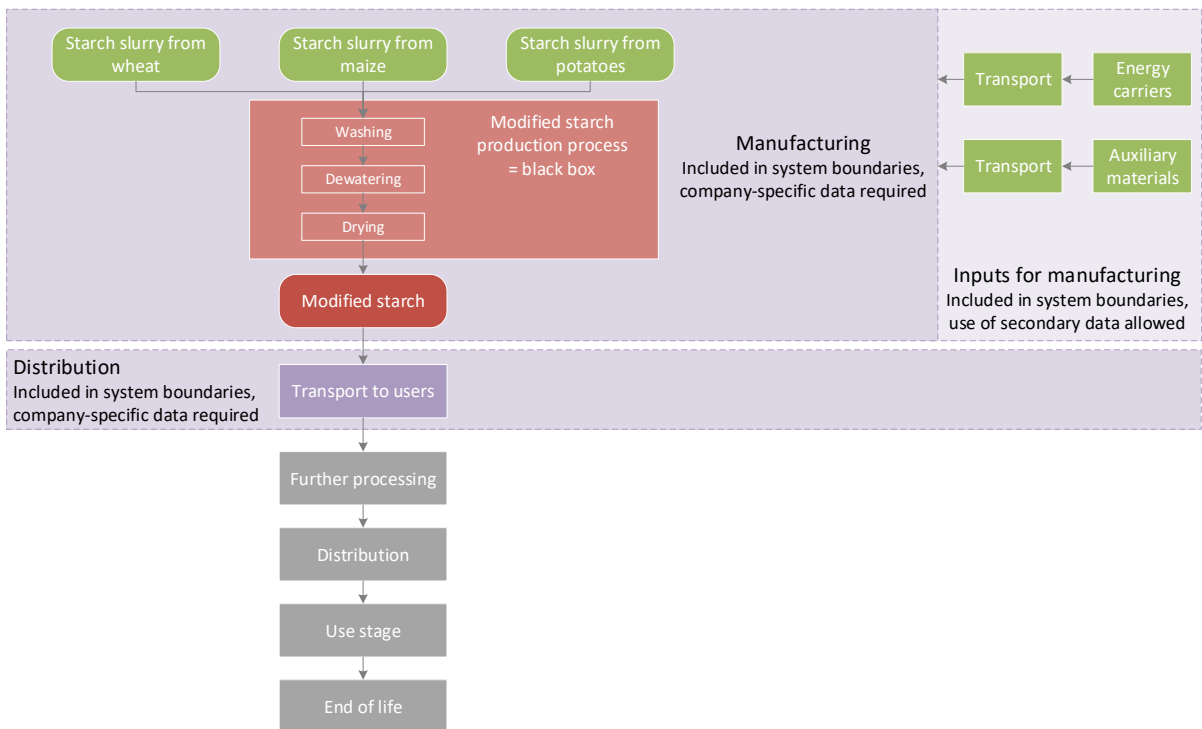 Starch slurry from
wheat
Starch slurry from
maize
Starch slurry from
potatoes
Washing
Dewatering
Drying
Modified starch
production process
= black box
Modified starch
Manufacturing
Included in system boundaries,
company-specific data required
Transport
Energy
carriers
Transport
Auxiliary
materials
Inputs for manufacturing
Included in system boundaries,
use of secondary data allowed
Distribution
Included in system boundaries,
company-specific data required
Transport to users
Further processing
Distribution
Use stage
End of life